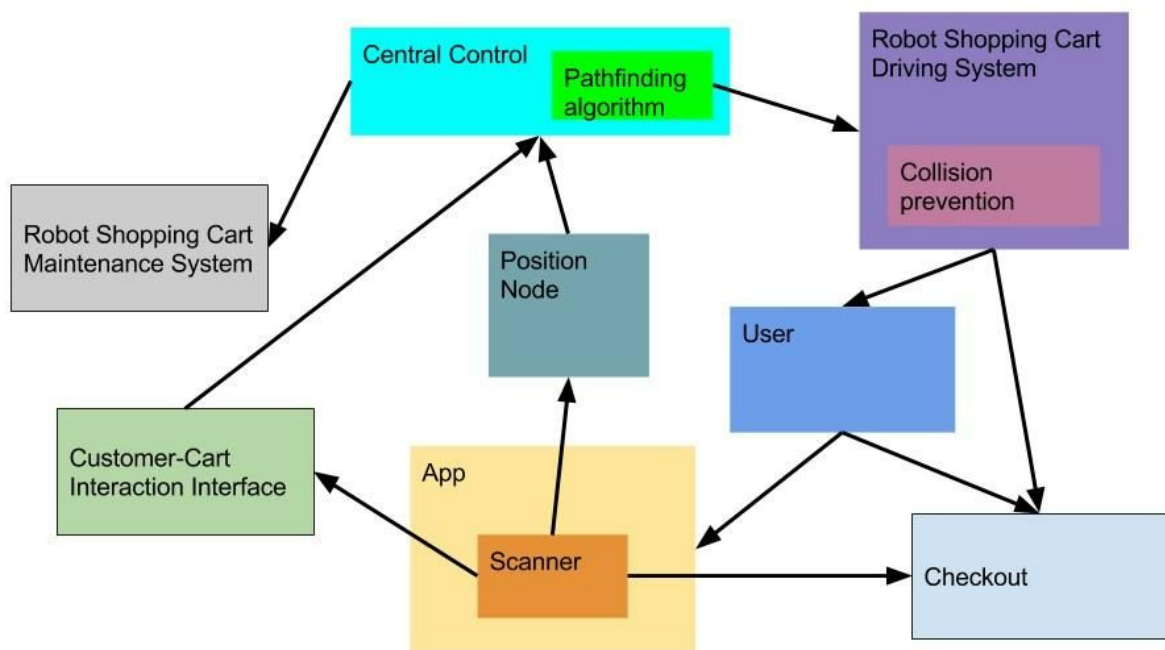 Central Control
Pathfinding
algorithm
Robot Shopping Cart
Driving System
Collision
prevention
Robot Shopping Cart
Maintenance System
Position
Node
User
Customer-Cart
Interaction Interface
App
Scanner
Checkout